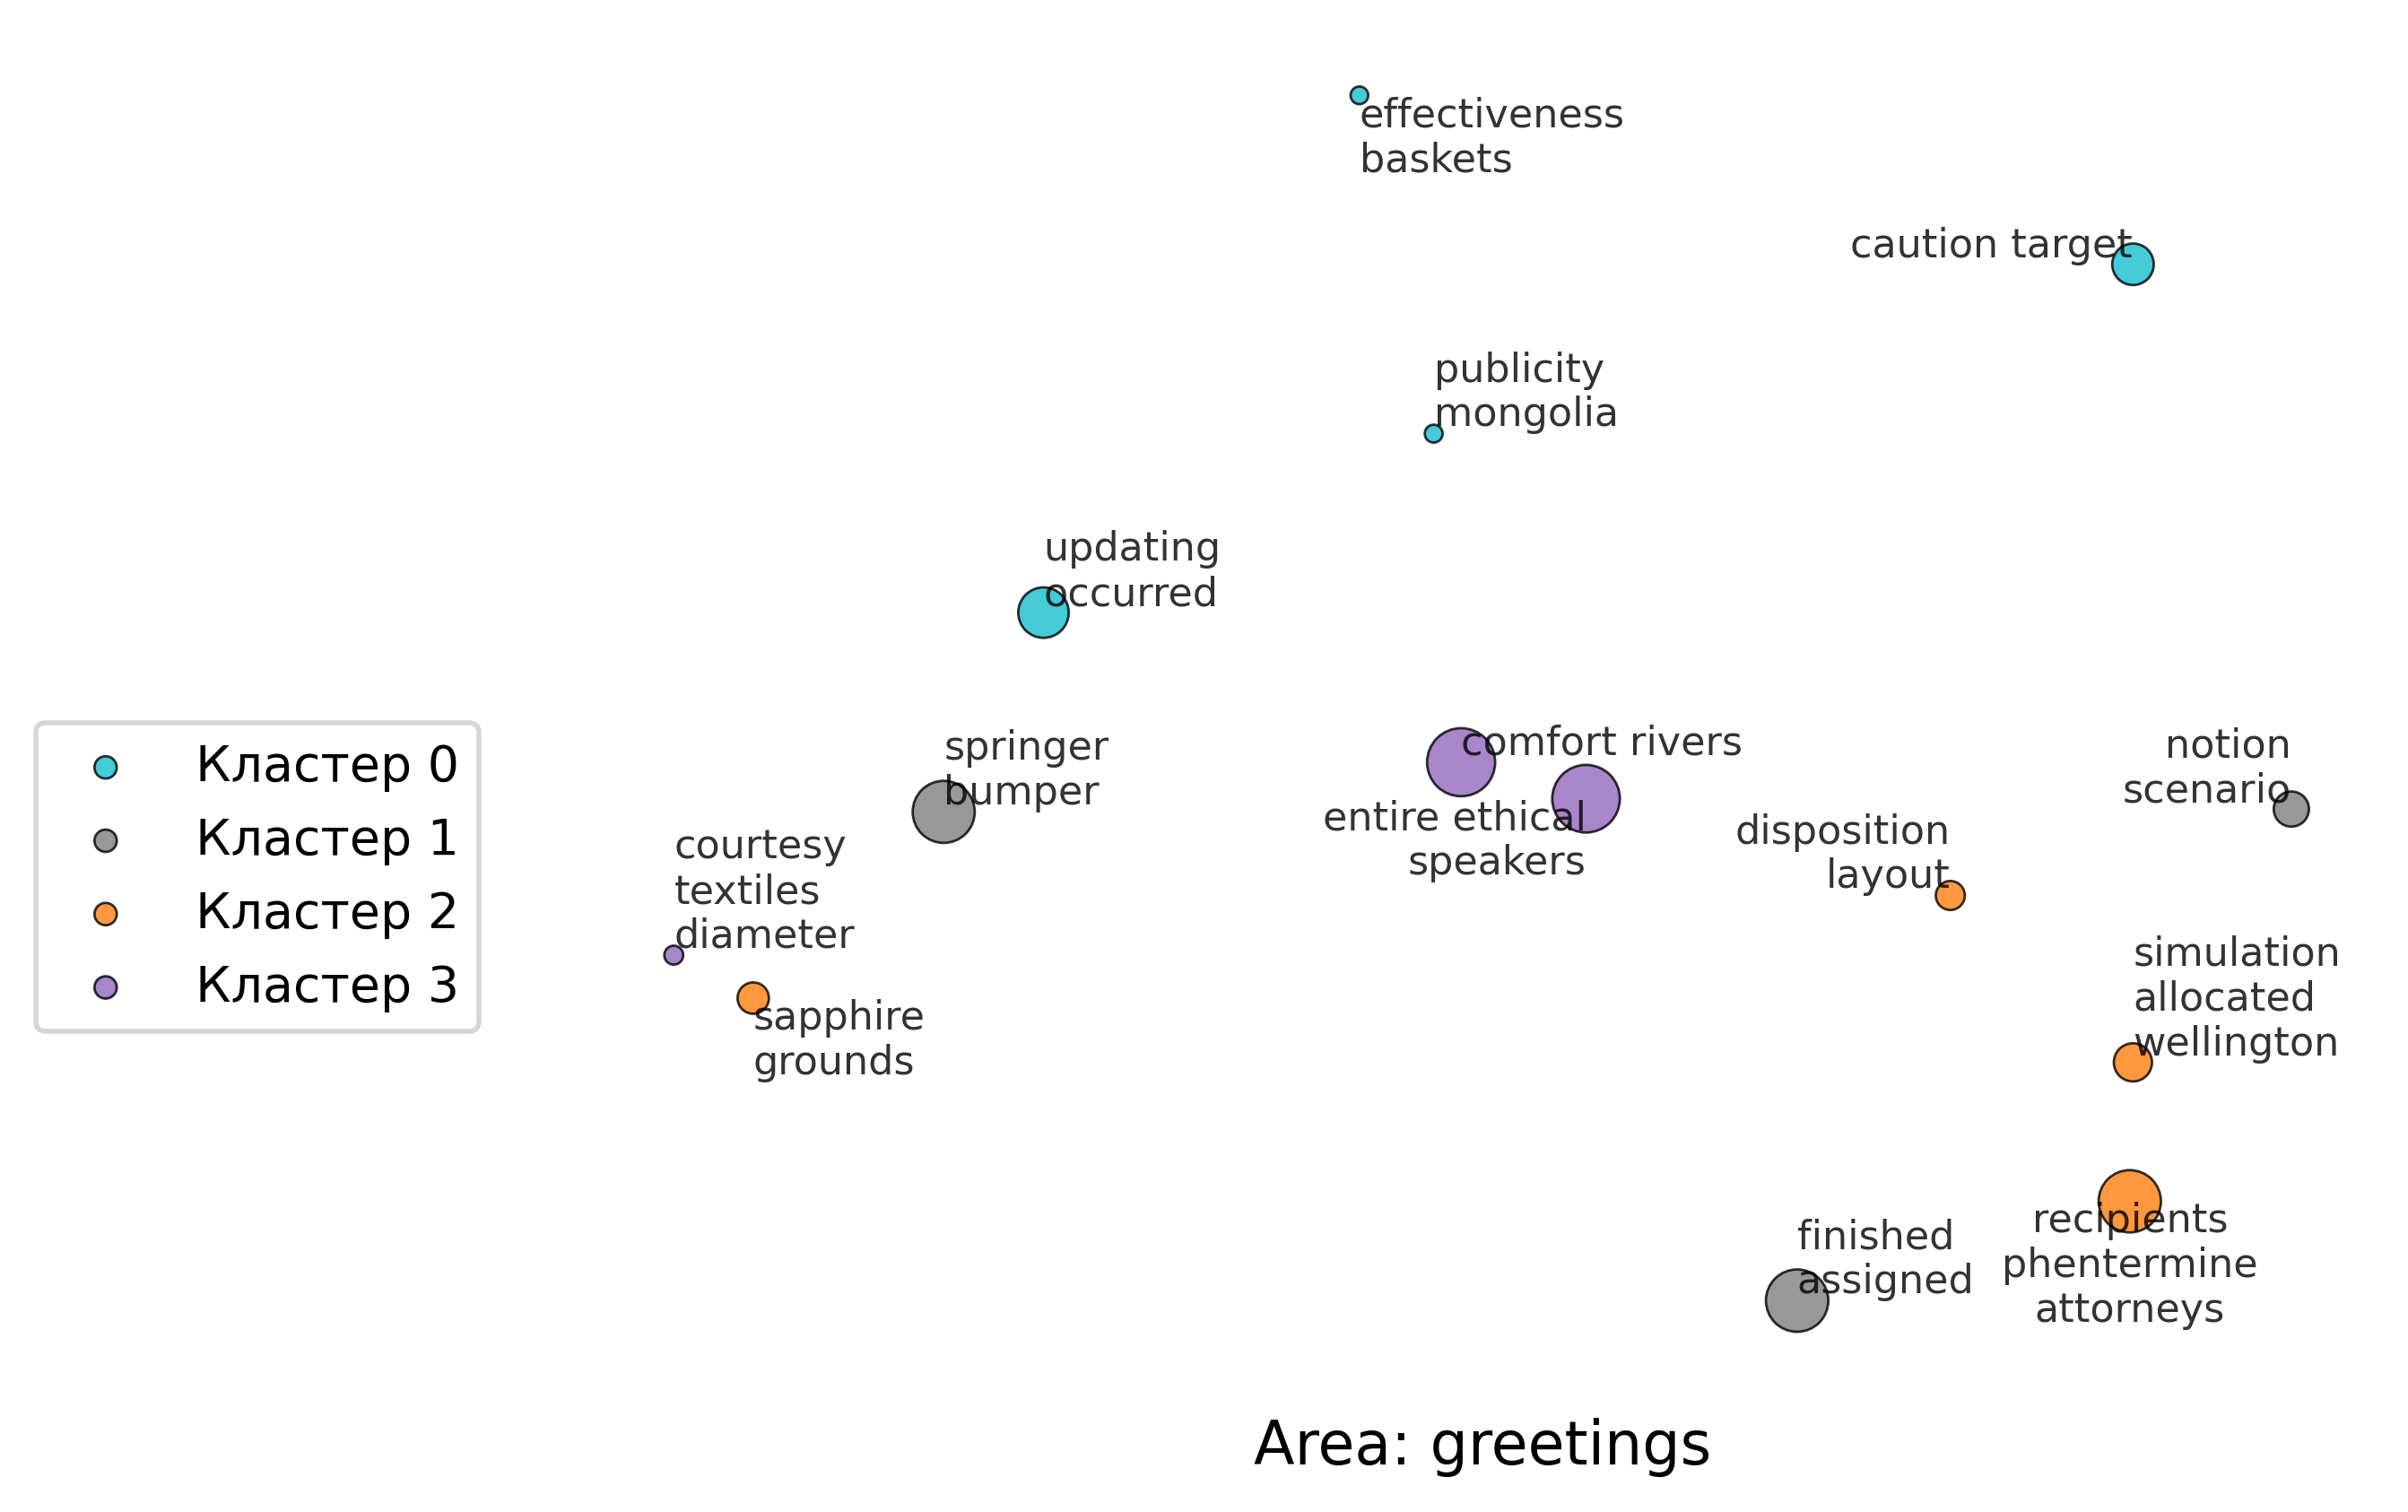 effectiveness
baskets
caution target
publicity
mongolia
updating
occurred
springer
bumper
comfort rivers
notion
scenario
entire ethical
speakers
disposition
layout
courtesy
textiles
diameter
simulation
allocated
wellington
sapphire
grounds
recipients
phentermine
attorneys
finished
assigned
Кластер 0
Кластер 1
Кластер 2
Кластер 3
Area: greetings